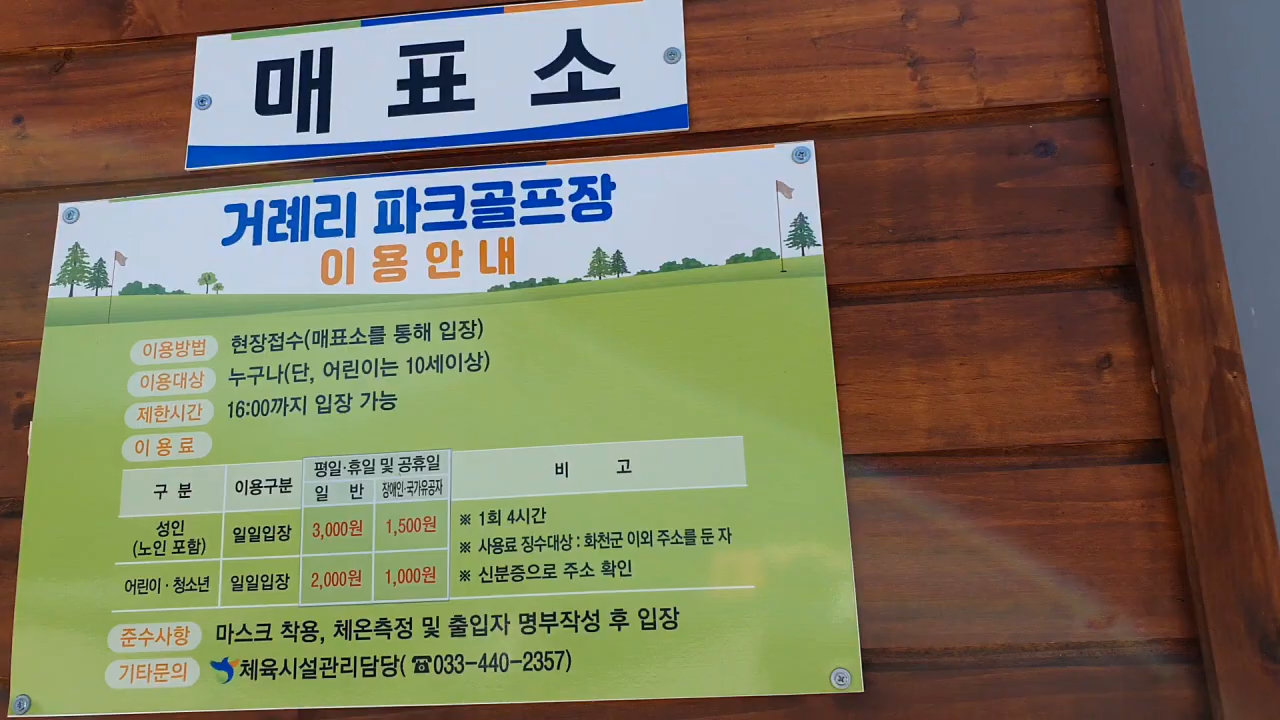 매표소
거례리 파크골프장
이용안내
이용방법 현장접수(매표소를 통해 입장)
이용대상 누구나(단, 어린이는 10세이상)
제한시간 16:00까지 입장 가능
이용료
구 분 이용구분 평일·휴일 및 공휴일 비 고
일 반 장애인·국가유공자
성인
(노인 포함) 일일입장 3,000원 1,500원
어린이·청소년 일일입장 2,000원 1,000원
※ 1회 4시간
※ 사용료 징수대상 : 화천군 이외 주소를 둔 자
※ 신분증으로 주소 확인
준수사항 마스크 착용, 체온측정 및 출입자 명부작성 후 입장
기타문의 체육시설관리담당(☎033-440-2357)